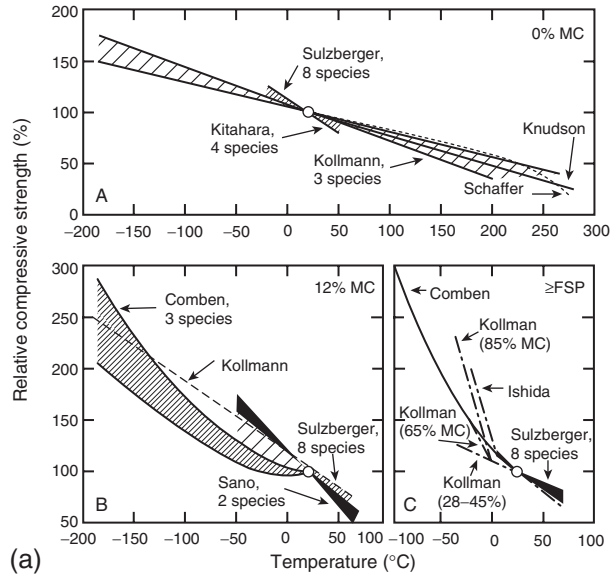 Relative compressive strength (%)
200
150
100
50
0
0% MC
Sulzberger,
8 species
Kitahara,
4 species
Kollmann,
3 species
Knudson
Schaffer
A
−200 −150 −100 −50 0 50 100 150 200 250 300
300
250
200
150
100
50
12% MC
Comben,
3 species
Kollmann
Sulzberger,
8 species
Sano,
2 species
B
−200 −150 −100 −50 0 50 100
≥FSP
Comben
Kollman
(85% MC)
Ishida
Kollman
(65% MC)
Sulzberger,
8 species
Kollman
(28–45%)
C
−100 −50 0 50 100
(a)
Temperature (°C)